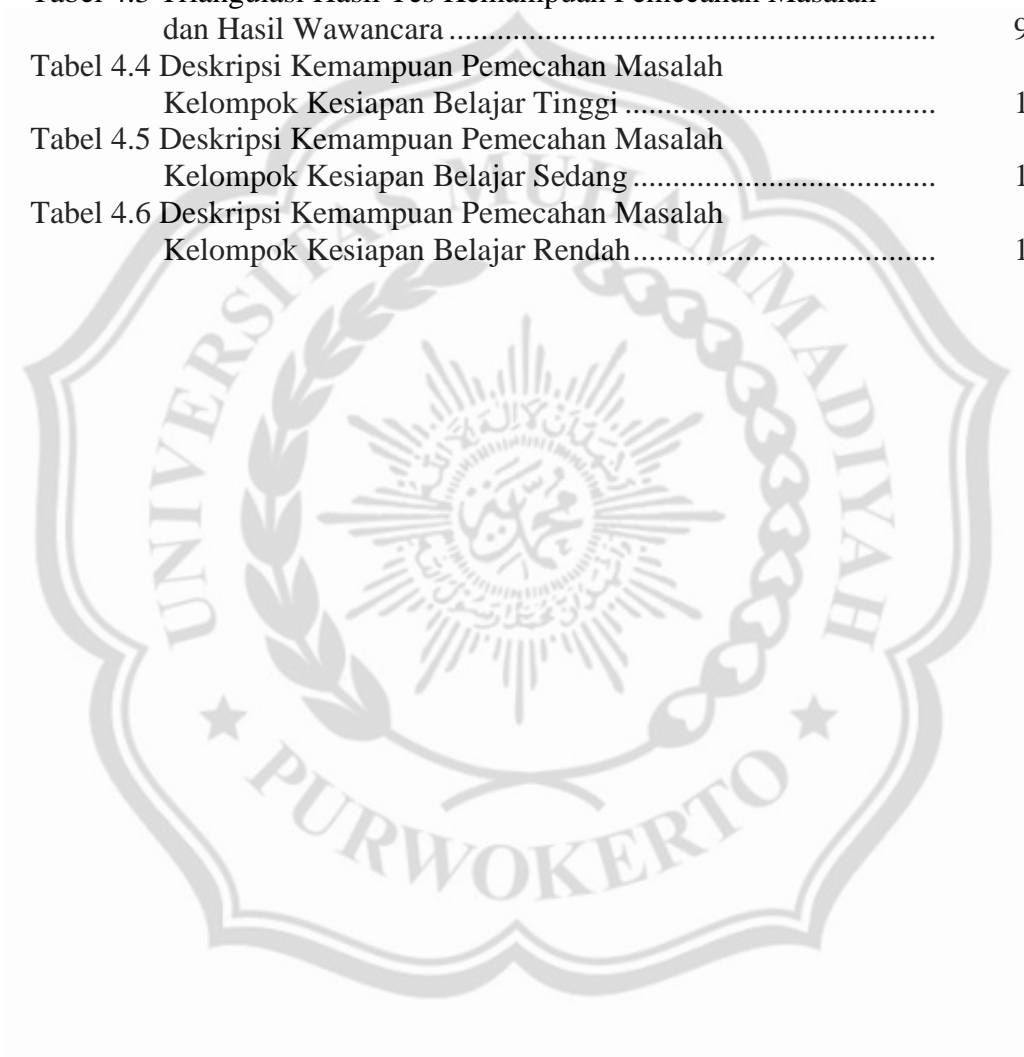 Tabel 4.3 Triangulasi Hasil Tes Kemampuan Pemecahan Masalah
dan Hasil Wawancara ............................................................. 9
Tabel 4.4 Deskripsi Kemampuan Pemecahan Masalah
Kelompok Kesiapan Belajar Tinggi ....................................... 1
Tabel 4.5 Deskripsi Kemampuan Pemecahan Masalah
Kelompok Kesiapan Belajar Sedang ...................................... 1
Tabel 4.6 Deskripsi Kemampuan Pemecahan Masalah
Kelompok Kesiapan Belajar Rendah ...................................... 1
UNIVERSITAS MUHAMMADIYAH
PURWOKERTO